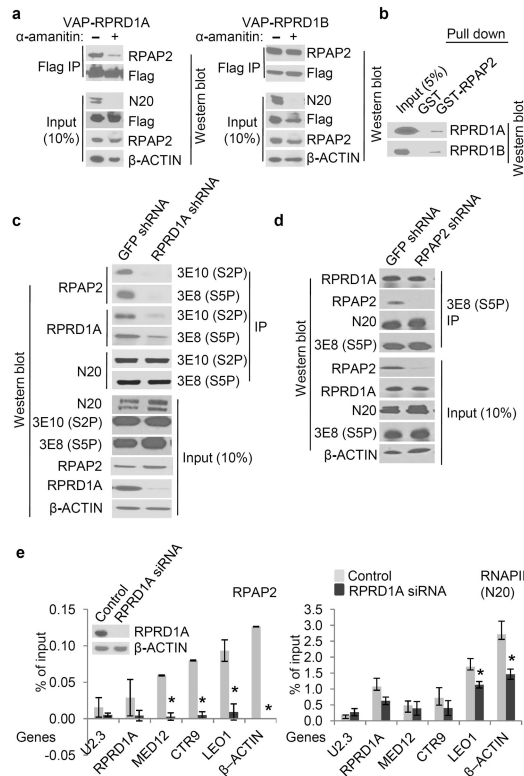 a
VAP-RPRD1A
α-amanitin: – +
Flag IP
RPAP2
Flag
Input (10%)
N20
Flag
RPAP2
β-ACTIN
Western blot
VAP-RPRD1B
α-amanitin: – +
Flag IP
RPAP2
Flag
Input (10%)
N20
Flag
RPAP2
β-ACTIN
Western blot
b
Pull down
Input (5%)
GST
GST-RPAP2
RPRD1A
RPRD1B
Western blot
c
GFP shRNA
RPRD1A shRNA
Western blot
RPAP2
3E10 (S2P)
3E8 (S5P)
RPRD1A
3E10 (S2P)
3E8 (S5P)
N20
3E10 (S2P)
3E8 (S5P)
IP
N20
3E10 (S2P)
3E8 (S5P)
RPAP2
RPRD1A
β-ACTIN
Input (10%)
d
GFP shRNA
RPAP2 shRNA
Western blot
RPRD1A
RPAP2
N20
3E8 (S5P)
3E8 (S5P)
IP
RPAP2
RPRD1A
N20
3E8 (S5P)
β-ACTIN
Input (10%)
e
Control
RPRD1A siRNA
RPRD1A
β-ACTIN
RPAP2
% of input
0.15
0.10
0.05
0.00
-0.05
* * * *
Genes
U2.3
RPRD1A
MED12
CTR9
LEO1
β-ACTIN
Control
RPRD1A siRNA
RNAPII
(N20)
% of input
3.5
3.0
2.5
2.0
1.5
1.0
0.5
0.0
* *
Genes
U2.3
RPRD1A
MED12
CTR9
LEO1
β-ACTIN